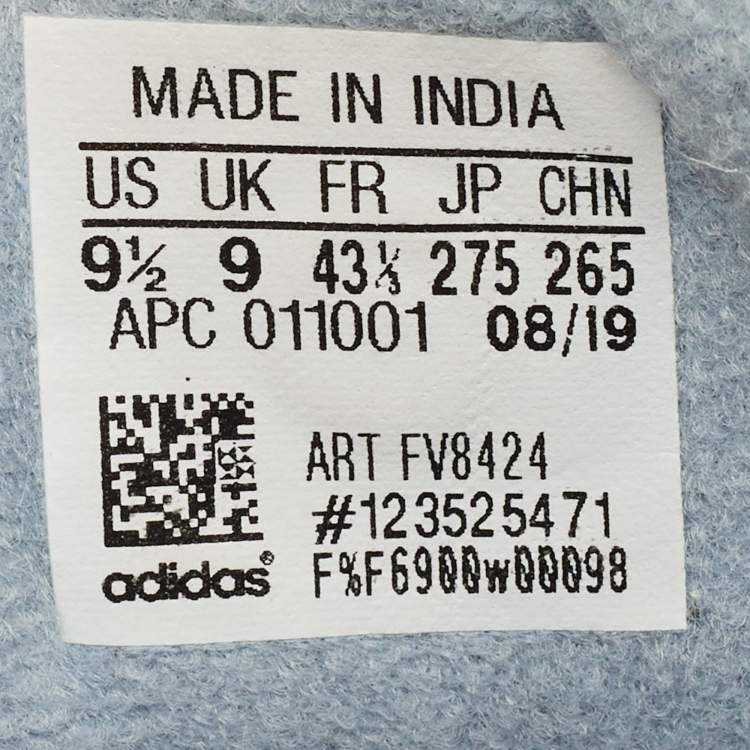 MADE IN INDIA
US UK FR JP CHN
9½ 9 43⅓ 275 265
APC 011001 08/19
ART FV8424
#123525471
adidas® F%F6900w00098